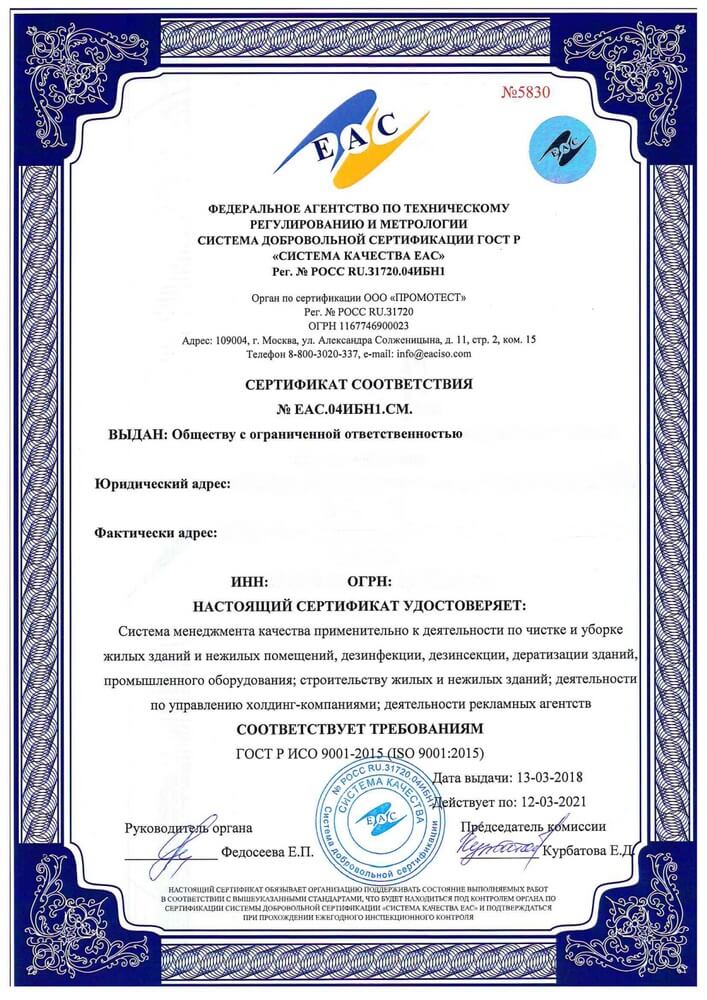 №5830
ЕАС
ЕАС
ФЕДЕРАЛЬНОЕ АГЕНТСТВО ПО ТЕХНИЧЕСКОМУ
РЕГУЛИРОВАНИЮ И МЕТРОЛОГИИ
СИСТЕМА ДОБРОВОЛЬНОЙ СЕРТИФИКАЦИИ ГОСТ Р
«СИСТЕМА КАЧЕСТВА ЕАС»
Рег. № РОСС RU.31720.04ИБН1
Орган по сертификации ООО «ПРОМОТЕСТ»
Рег. № РОСС RU.31720
ОГРН 1167746900023
Адрес: 109004, г. Москва, ул. Александра Солженицына, д. 11, стр. 2, ком. 15
Телефон 8-800-3020-337, e-mail: info@eaciso.com
СЕРТИФИКАТ СООТВЕТСТВИЯ
№ ЕАС.04ИБН1.СМ.
ВЫДАН: Обществу с ограниченной ответственностью
Юридический адрес:
Фактически адрес:
ИНН: ОГРН:
НАСТОЯЩИЙ СЕРТИФИКАТ УДОСТОВЕРЯЕТ:
Система менеджмента качества применительно к деятельности по чистке и уборке
жилых зданий и нежилых помещений, дезинфекции, дезинсекции, дератизации зданий,
промышленного оборудования; строительству жилых и нежилых зданий; деятельности
по управлению холдинг-компаниями; деятельности рекламных агентств
СООТВЕТСТВУЕТ ТРЕБОВАНИЯМ
ГОСТ Р ИСО 9001-2015 (ISO 9001:2015)
Дата выдачи: 13-03-2018
Действует по: 12-03-2021
№ РОСС RU.31720.04ИБН1
СИСТЕМА КАЧЕСТВА
ЕАС
Система добровольной сертификации
Руководитель органа
Федосеева Е.П.
Председатель комиссии
Курбатова Е.Д.
НАСТОЯЩИЙ СЕРТИФИКАТ ОБЯЗЫВАЕТ ОРГАНИЗАЦИЮ ПОДДЕРЖИВАТЬ СОСТОЯНИЕ ВЫПОЛНЯЕМЫХ РАБОТ
В СООТВЕТСТВИИ С ВЫШЕУКАЗАННЫМИ СТАНДАРТАМИ, ЧТО БУДЕТ НАХОДИТЬСЯ ПОД КОНТРОЛЕМ ОРГАНА ПО
СЕРТИФИКАЦИИ СИСТЕМЫ ДОБРОВОЛЬНОЙ СЕРТИФИКАЦИИ «СИСТЕМА КАЧЕСТВА ЕАС» И ПОДТВЕРЖДАТЬСЯ
ПРИ ПРОХОЖДЕНИИ ЕЖЕГОДНОГО ИНСПЕКЦИОННОГО КОНТРОЛЯ